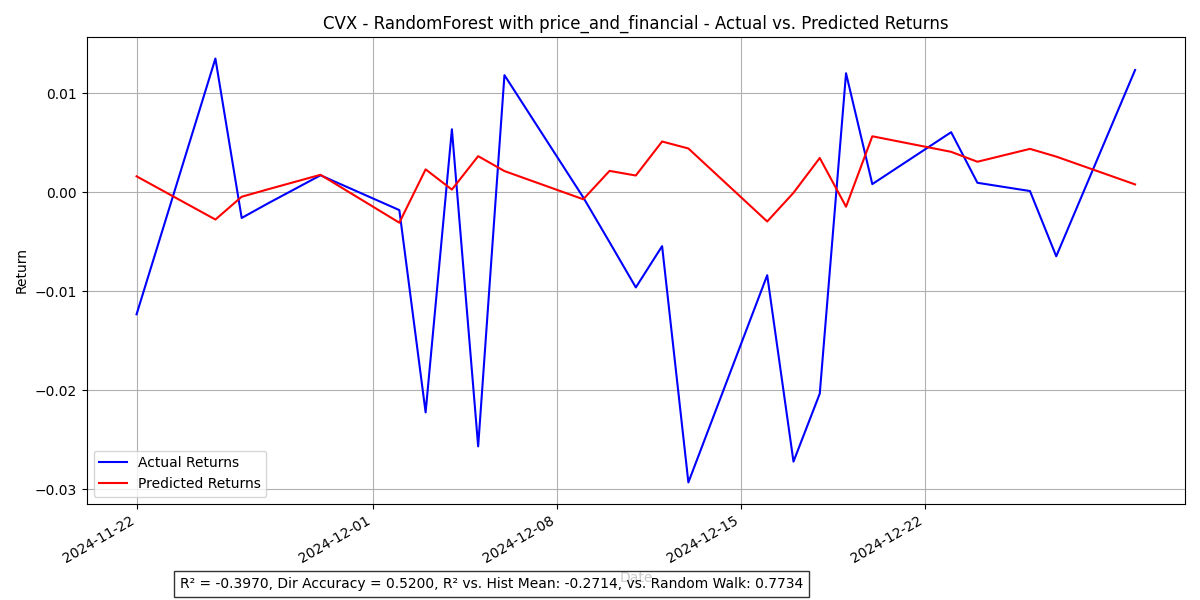 CVX - RandomForest with price_and_financial - Actual vs. Predicted Returns
Return
0.01
0.00
−0.01
−0.02
−0.03
Actual Returns
Predicted Returns
2024-11-22
2024-12-01
2024-12-08
2024-12-15
2024-12-22
Date
R² = -0.3970, Dir Accuracy = 0.5200, R² vs. Hist Mean: -0.2714, vs. Random Walk: 0.7734